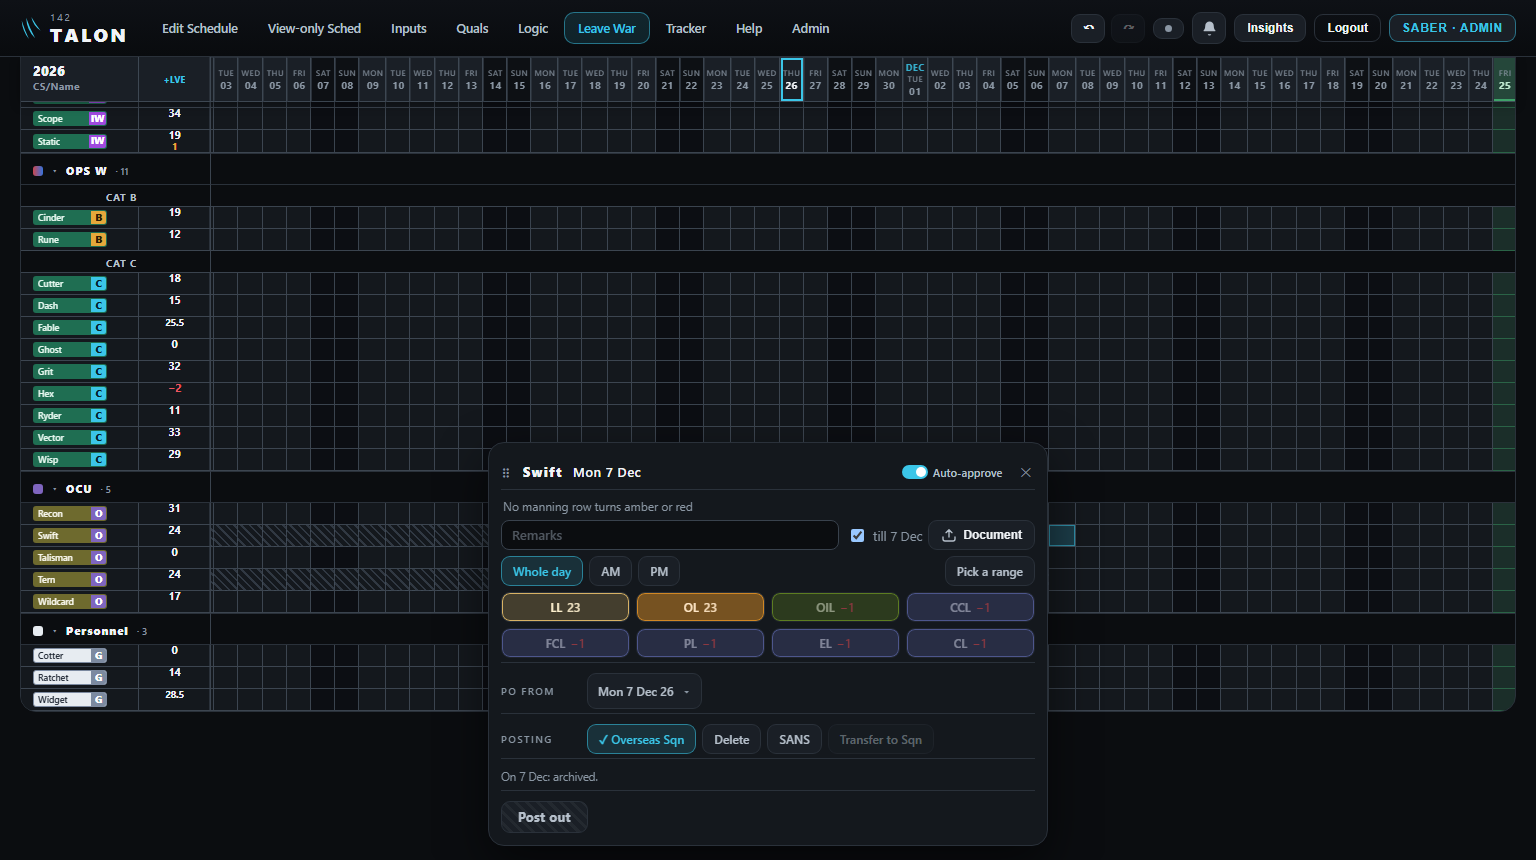 142
TALON
Edit Schedule
View-only Sched
Inputs
Quals
Logic
Leave War
Tracker
Help
Admin
Insights
Logout
SABER · ADMIN
2026
CS/Name
+LVE
TUE 03
WED 04
THU 05
FRI 06
SAT 07
SUN 08
MON 09
TUE 10
WED 11
THU 12
FRI 13
SAT 14
SUN 15
MON 16
TUE 17
WED 18
THU 19
FRI 20
SAT 21
SUN 22
MON 23
TUE 24
WED 25
THU 26
FRI 27
SAT 28
SUN 29
MON 30
DEC TUE 01
WED 02
THU 03
FRI 04
SAT 05
SUN 06
MON 07
TUE 08
WED 09
THU 10
FRI 11
SAT 12
SUN 13
MON 14
TUE 15
WED 16
THU 17
FRI 18
SAT 19
SUN 20
MON 21
TUE 22
WED 23
THU 24
FRI 25
Scope IW 34
Static IW 19
1
OPS W · 11
CAT B
Cinder B 19
Rune B 12
CAT C
Cutter C 18
Dash C 15
Fable C 25.5
Ghost C 0
Grit C 32
Hex C −2
Ryder C 11
Vector C 33
Wisp C 29
OCU · 5
Recon O 31
Swift O 24
Talisman O 0
Tern O 24
Wildcard O 17
Personnel · 3
Cotter G 0
Ratchet G 14
Widget G 28.5
Swift Mon 7 Dec
Auto-approve
No manning row turns amber or red
Remarks
till 7 Dec
Document
Whole day
AM
PM
Pick a range
LL 23
OL 23
OIL −1
CCL −1
FCL −1
PL −1
EL −1
CL −1
PO FROM
Mon 7 Dec 26
POSTING
✓ Overseas Sqn
Delete
SANS
Transfer to Sqn
On 7 Dec: archived.
Post out